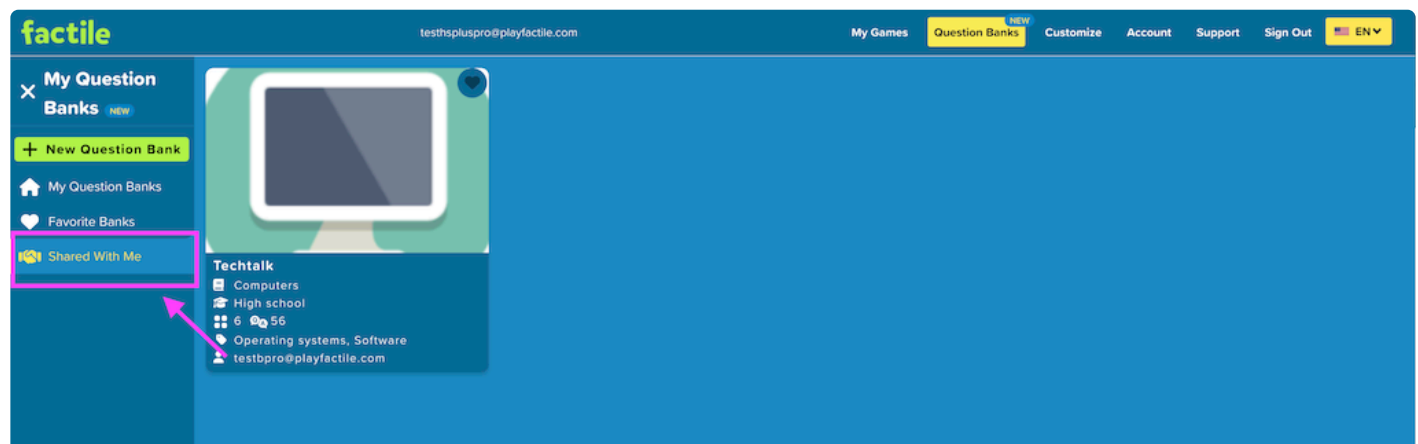 factile
testhspluspro@playfactile.com
My Games
Question Banks
NEW
Customize
Account
Support
Sign Out
EN
My Question
Banks NEW
New Question Bank
My Question Banks
Favorite Banks
Shared With Me
Techtalk
Computers
High school
6 56
Operating systems, Software
testbpro@playfactile.com